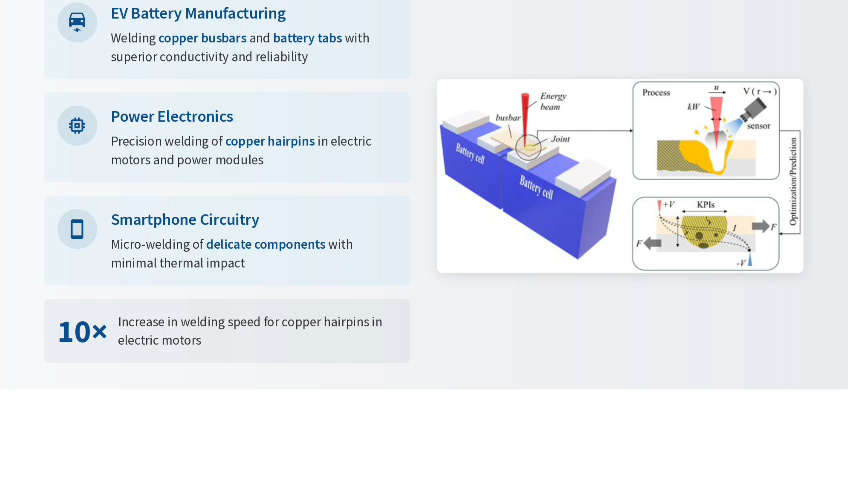 EV Battery Manufacturing
Welding copper busbars and battery tabs with
superior conductivity and reliability
Power Electronics
Precision welding of copper hairpins in electric
motors and power modules
Smartphone Circuitry
Micro-welding of delicate components with
minimal thermal impact
10×
Increase in welding speed for copper hairpins in
electric motors
Energy
beam
busbar
Joint
Battery cell
Battery cell
Process
u
V ( r → )
kW
sensor
Optimization/Prediction
+V
KPIs
I
F
F
-V